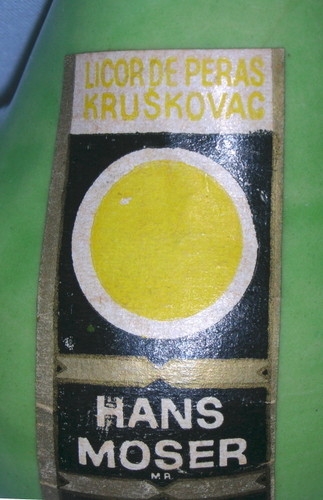 LICOR DE PERAS
KRUŠKOVAC
HANS
MOSER
M.R.